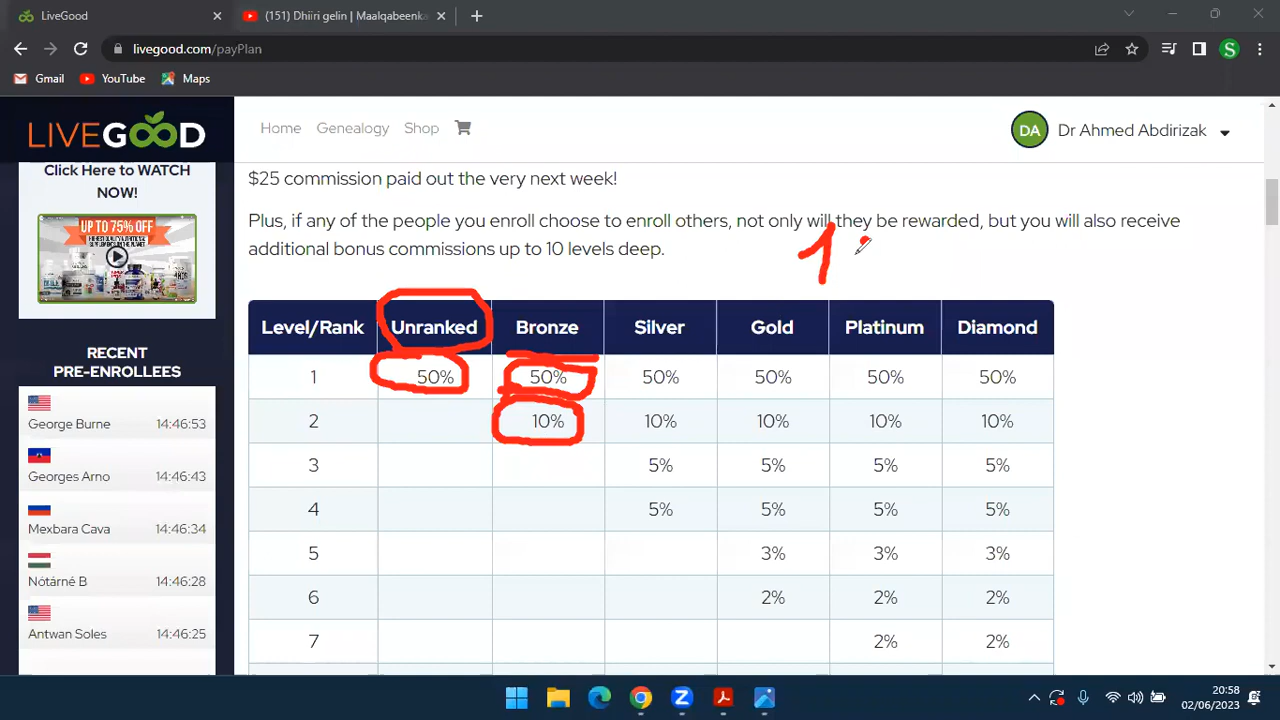 LiveGood
(151) Dhiiri gelin | Maalqabeenka
livegood.com/payPlan
S
Gmail
YouTube
Maps
LIVEGOOD
Home
Genealogy
Shop
DA
Dr Ahmed Abdirizak
Click Here to WATCH
NOW!
UP TO 75% OFF
RECENT
PRE-ENROLLEES
George Burne 14:46:53
Georges Arno 14:46:43
Mexbara Cava 14:46:34
Nótárné B 14:46:28
Antwan Soles 14:46:25
$25 commission paid out the very next week!
Plus, if any of the people you enroll choose to enroll others, not only will they be rewarded, but you will also receive
additional bonus commissions up to 10 levels deep.
1
Level/Rank Unranked Bronze Silver Gold Platinum Diamond
1 50% 50% 50% 50% 50% 50%
2 10% 10% 10% 10% 10%
3 5% 5% 5% 5%
4 5% 5% 5% 5%
5 3% 3% 3%
6 2% 2% 2%
7 2% 2%
20:58
02/06/2023